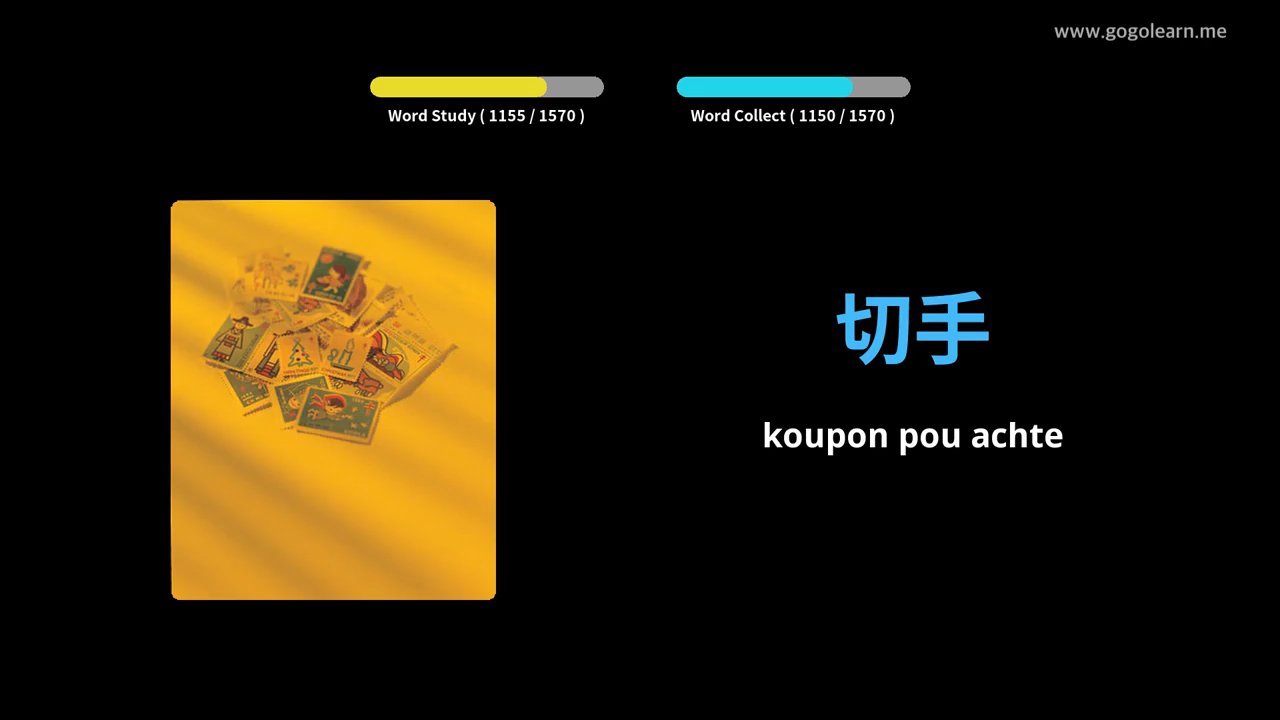 www.gogolearn.me
Word Study ( 1155 / 1570 )
Word Collect ( 1150 / 1570 )
切手
koupon pou achte